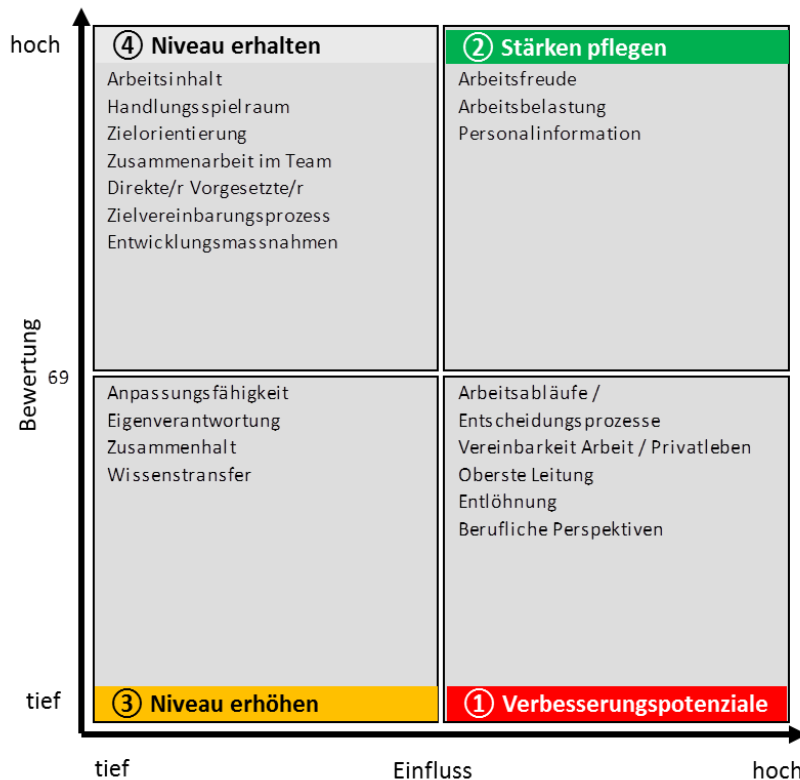 hoch
④ Niveau erhalten
Arbeitsinhalt
Handlungsspielraum
Zielorientierung
Zusammenarbeit im Team
Direkte/r Vorgesetzte/r
Zielvereinbarungsprozess
Entwicklungsmassnahmen
② Stärken pflegen
Arbeitsfreude
Arbeitsbelastung
Personalinformation
Bewertung
69
Anpassungsfähigkeit
Eigenverantwortung
Zusammenhalt
Wissenstransfer
③ Niveau erhöhen
Arbeitsabläufe /
Entscheidungsprozesse
Vereinbarkeit Arbeit / Privatleben
Oberste Leitung
Entlöhnung
Berufliche Perspektiven
① Verbesserungspotenziale
tief
tief
Einfluss
hoch